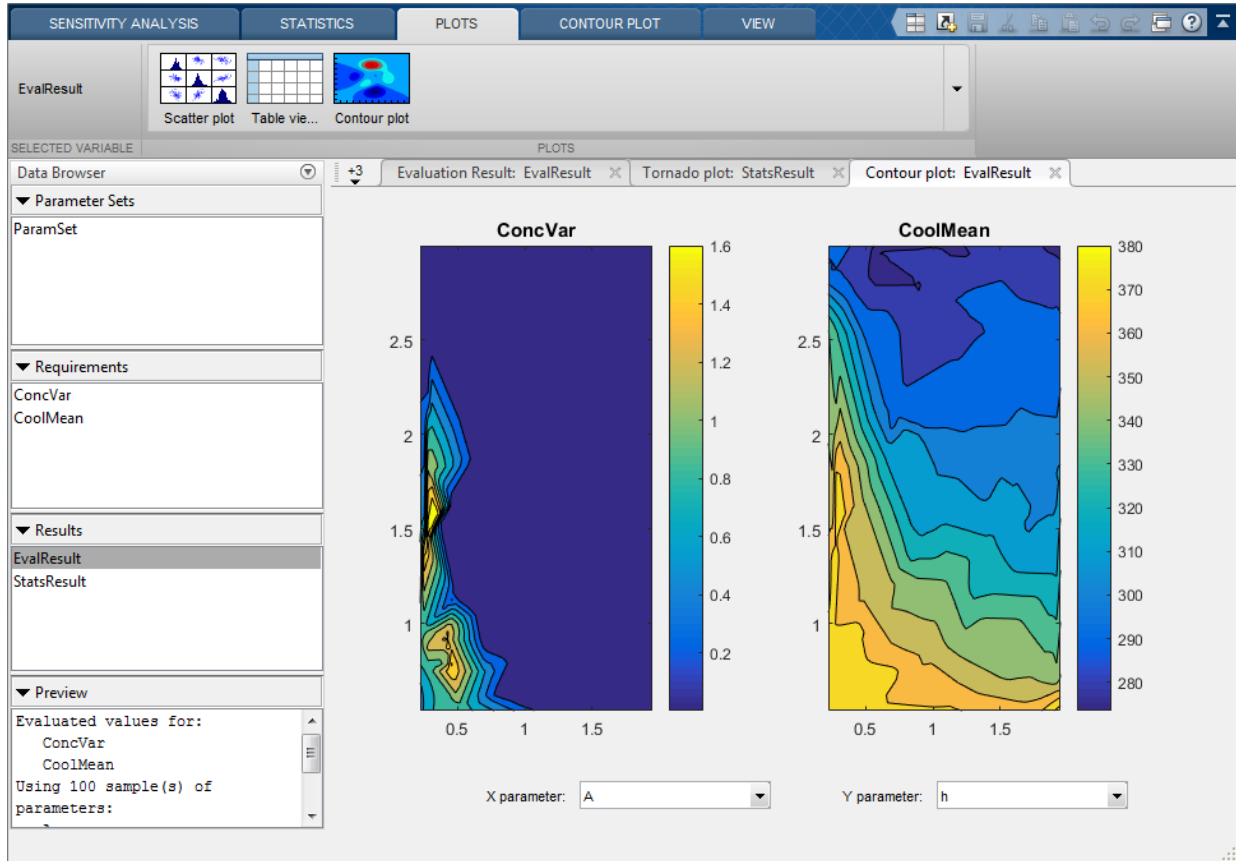 SENSITIVITY ANALYSIS STATISTICS PLOTS CONTOUR PLOT VIEW
EvalResult
Scatter plot Table vie... Contour plot
SELECTED VARIABLE PLOTS
Data Browser
Parameter Sets
ParamSet
Requirements
ConcVar
CoolMean
Results
EvalResult
StatsResult
Preview
Evaluated values for:
ConcVar
CoolMean
Using 100 sample(s) of
parameters:
+3 Evaluation Result: EvalResult Tornado plot: StatsResult Contour plot: EvalResult
ConcVar
2.5
2
1.5
1
0.5 1 1.5
1.6
1.4
1.2
1
0.8
0.6
0.4
0.2
CoolMean
2.5
2
1.5
1
0.5 1 1.5
380
370
360
350
340
330
320
310
300
290
280
X parameter: A Y parameter: h